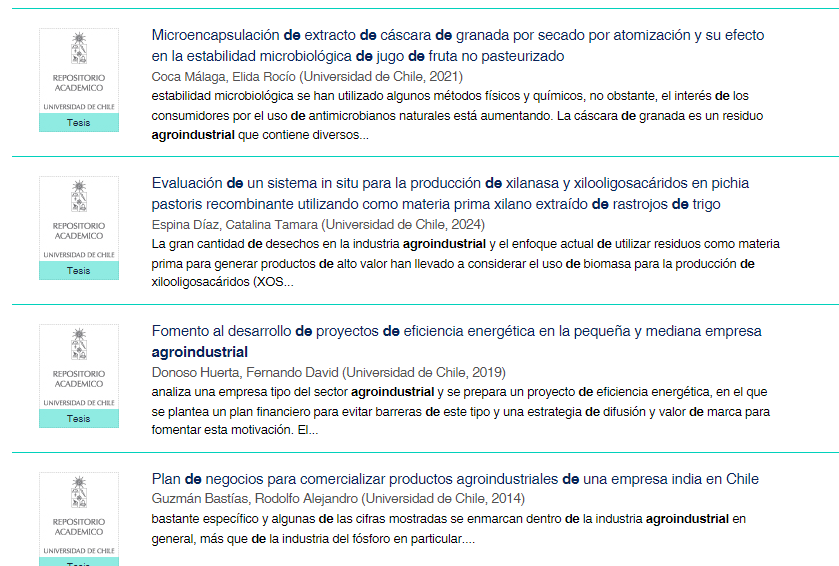 Microencapsulación de extracto de cáscara de granada por secado por atomización y su efecto
en la estabilidad microbiológica de jugo de fruta no pasteurizado
Coca Málaga, Elida Rocío (Universidad de Chile, 2021)
estabilidad microbiológica se han utilizado algunos métodos físicos y químicos, no obstante, el interés de los
consumidores por el uso de antimicrobianos naturales está aumentando. La cáscara de granada es un residuo
agroindustrial que contiene diversos...
REPOSITORIO
ACADEMICO
UNIVERSIDAD DE CHILE
Tesis
Evaluación de un sistema in situ para la producción de xilanasa y xilooligosacáridos en pichia
pastoris recombinante utilizando como materia prima xilano extraído de rastrojos de trigo
Espina Díaz, Catalina Tamara (Universidad de Chile, 2024)
La gran cantidad de desechos en la industria agroindustrial y el enfoque actual de utilizar residuos como materia
prima para generar productos de alto valor han llevado a considerar el uso de biomasa para la producción de
xilooligosacáridos (XOS...
REPOSITORIO
ACADEMICO
UNIVERSIDAD DE CHILE
Tesis
Fomento al desarrollo de proyectos de eficiencia energética en la pequeña y mediana empresa
agroindustrial
Donoso Huerta, Fernando David (Universidad de Chile, 2019)
analiza una empresa tipo del sector agroindustrial y se prepara un proyecto de eficiencia energética, en el que
se plantea un plan financiero para evitar barreras de este tipo y una estrategia de difusión y valor de marca para
fomentar esta motivación. El...
REPOSITORIO
ACADEMICO
UNIVERSIDAD DE CHILE
Tesis
Plan de negocios para comercializar productos agroindustriales de una empresa india en Chile
Guzmán Bastías, Rodolfo Alejandro (Universidad de Chile, 2014)
bastante específico y algunas de las cifras mostradas se enmarcan dentro de la industria agroindustrial en
general, más que de la industria del fósforo en particular....
REPOSITORIO
ACADEMICO
UNIVERSIDAD DE CHILE
Tesis